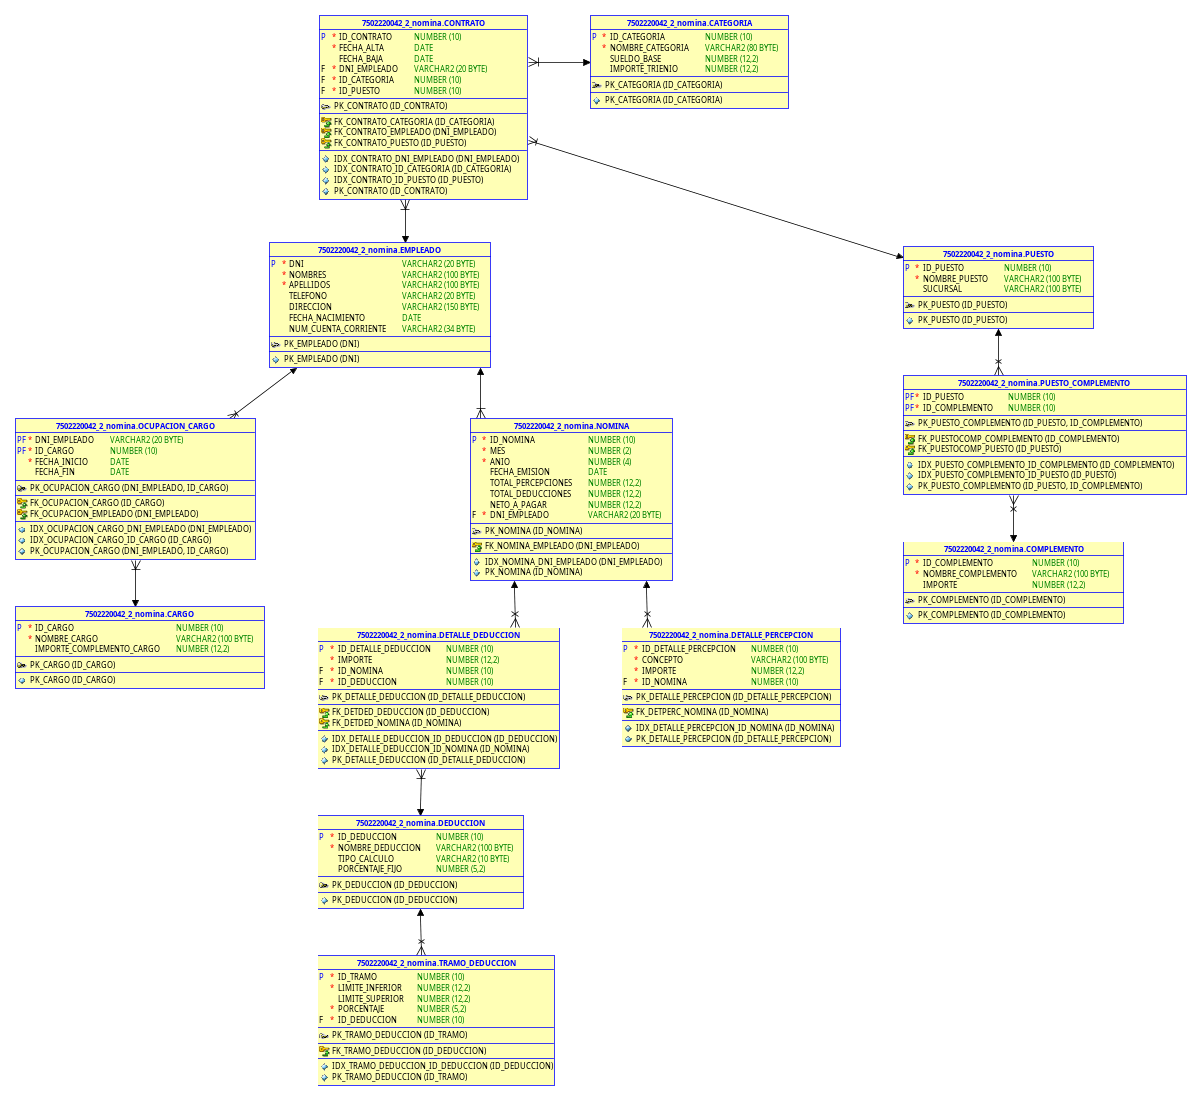 7502220042_2_nomina.CONTRATO
P * ID_CONTRATO NUMBER (10)
* FECHA_ALTA DATE
FECHA_BAJA DATE
F * DNI_EMPLEADO VARCHAR2 (20 BYTE)
F * ID_CATEGORIA NUMBER (10)
F * ID_PUESTO NUMBER (10)
PK_CONTRATO (ID_CONTRATO)
FK_CONTRATO_CATEGORIA (ID_CATEGORIA)
FK_CONTRATO_EMPLEADO (DNI_EMPLEADO)
FK_CONTRATO_PUESTO (ID_PUESTO)
IDX_CONTRATO_DNI_EMPLEADO (DNI_EMPLEADO)
IDX_CONTRATO_ID_CATEGORIA (ID_CATEGORIA)
IDX_CONTRATO_ID_PUESTO (ID_PUESTO)
PK_CONTRATO (ID_CONTRATO)
7502220042_2_nomina.CATEGORIA
P * ID_CATEGORIA NUMBER (10)
* NOMBRE_CATEGORIA VARCHAR2 (80 BYTE)
SUELDO_BASE NUMBER (12,2)
IMPORTE_TRIENIO NUMBER (12,2)
PK_CATEGORIA (ID_CATEGORIA)
PK_CATEGORIA (ID_CATEGORIA)
7502220042_2_nomina.EMPLEADO
P * DNI VARCHAR2 (20 BYTE)
* NOMBRES VARCHAR2 (100 BYTE)
* APELLIDOS VARCHAR2 (100 BYTE)
TELEFONO VARCHAR2 (20 BYTE)
DIRECCION VARCHAR2 (150 BYTE)
FECHA_NACIMIENTO DATE
NUM_CUENTA_CORRIENTE VARCHAR2 (34 BYTE)
PK_EMPLEADO (DNI)
PK_EMPLEADO (DNI)
7502220042_2_nomina.PUESTO
P * ID_PUESTO NUMBER (10)
* NOMBRE_PUESTO VARCHAR2 (100 BYTE)
SUCURSAL VARCHAR2 (100 BYTE)
PK_PUESTO (ID_PUESTO)
PK_PUESTO (ID_PUESTO)
7502220042_2_nomina.PUESTO_COMPLEMENTO
PF * ID_PUESTO NUMBER (10)
PF * ID_COMPLEMENTO NUMBER (10)
PK_PUESTO_COMPLEMENTO (ID_PUESTO, ID_COMPLEMENTO)
FK_PUESTOCOMP_COMPLEMENTO (ID_COMPLEMENTO)
FK_PUESTOCOMP_PUESTO (ID_PUESTO)
IDX_PUESTO_COMPLEMENTO_ID_COMPLEMENTO (ID_COMPLEMENTO)
IDX_PUESTO_COMPLEMENTO_ID_PUESTO (ID_PUESTO)
PK_PUESTO_COMPLEMENTO (ID_PUESTO, ID_COMPLEMENTO)
7502220042_2_nomina.OCUPACION_CARGO
PF * DNI_EMPLEADO VARCHAR2 (20 BYTE)
PF * ID_CARGO NUMBER (10)
* FECHA_INICIO DATE
FECHA_FIN DATE
PK_OCUPACION_CARGO (DNI_EMPLEADO, ID_CARGO)
FK_OCUPACION_CARGO (ID_CARGO)
FK_OCUPACION_EMPLEADO (DNI_EMPLEADO)
IDX_OCUPACION_CARGO_DNI_EMPLEADO (DNI_EMPLEADO)
IDX_OCUPACION_CARGO_ID_CARGO (ID_CARGO)
PK_OCUPACION_CARGO (DNI_EMPLEADO, ID_CARGO)
7502220042_2_nomina.NOMINA
P * ID_NOMINA NUMBER (10)
* MES NUMBER (2)
* ANIO NUMBER (4)
FECHA_EMISION DATE
TOTAL_PERCEPCIONES NUMBER (12,2)
TOTAL_DEDUCCIONES NUMBER (12,2)
NETO_A_PAGAR NUMBER (12,2)
F * DNI_EMPLEADO VARCHAR2 (20 BYTE)
PK_NOMINA (ID_NOMINA)
FK_NOMINA_EMPLEADO (DNI_EMPLEADO)
IDX_NOMINA_DNI_EMPLEADO (DNI_EMPLEADO)
PK_NOMINA (ID_NOMINA)
7502220042_2_nomina.COMPLEMENTO
P * ID_COMPLEMENTO NUMBER (10)
* NOMBRE_COMPLEMENTO VARCHAR2 (100 BYTE)
IMPORTE NUMBER (12,2)
PK_COMPLEMENTO (ID_COMPLEMENTO)
PK_COMPLEMENTO (ID_COMPLEMENTO)
7502220042_2_nomina.CARGO
P * ID_CARGO NUMBER (10)
* NOMBRE_CARGO VARCHAR2 (100 BYTE)
IMPORTE_COMPLEMENTO_CARGO NUMBER (12,2)
PK_CARGO (ID_CARGO)
PK_CARGO (ID_CARGO)
7502220042_2_nomina.DETALLE_DEDUCCION
P * ID_DETALLE_DEDUCCION NUMBER (10)
* IMPORTE NUMBER (12,2)
F * ID_NOMINA NUMBER (10)
F * ID_DEDUCCION NUMBER (10)
PK_DETALLE_DEDUCCION (ID_DETALLE_DEDUCCION)
FK_DETDED_DEDUCCION (ID_DEDUCCION)
FK_DETDED_NOMINA (ID_NOMINA)
IDX_DETALLE_DEDUCCION_ID_DEDUCCION (ID_DEDUCCION)
IDX_DETALLE_DEDUCCION_ID_NOMINA (ID_NOMINA)
PK_DETALLE_DEDUCCION (ID_DETALLE_DEDUCCION)
7502220042_2_nomina.DETALLE_PERCEPCION
P * ID_DETALLE_PERCEPCION NUMBER (10)
* CONCEPTO VARCHAR2 (100 BYTE)
* IMPORTE NUMBER (12,2)
F * ID_NOMINA NUMBER (10)
PK_DETALLE_PERCEPCION (ID_DETALLE_PERCEPCION)
FK_DETPERC_NOMINA (ID_NOMINA)
IDX_DETALLE_PERCEPCION_ID_NOMINA (ID_NOMINA)
PK_DETALLE_PERCEPCION (ID_DETALLE_PERCEPCION)
7502220042_2_nomina.DEDUCCION
P * ID_DEDUCCION NUMBER (10)
* NOMBRE_DEDUCCION VARCHAR2 (100 BYTE)
TIPO_CALCULO VARCHAR2 (10 BYTE)
PORCENTAJE_FIJO NUMBER (5,2)
PK_DEDUCCION (ID_DEDUCCION)
PK_DEDUCCION (ID_DEDUCCION)
7502220042_2_nomina.TRAMO_DEDUCCION
P * ID_TRAMO NUMBER (10)
* LIMITE_INFERIOR NUMBER (12,2)
LIMITE_SUPERIOR NUMBER (12,2)
* PORCENTAJE NUMBER (5,2)
F * ID_DEDUCCION NUMBER (10)
PK_TRAMO_DEDUCCION (ID_TRAMO)
FK_TRAMO_DEDUCCION (ID_DEDUCCION)
IDX_TRAMO_DEDUCCION_ID_DEDUCCION (ID_DEDUCCION)
PK_TRAMO_DEDUCCION (ID_TRAMO)